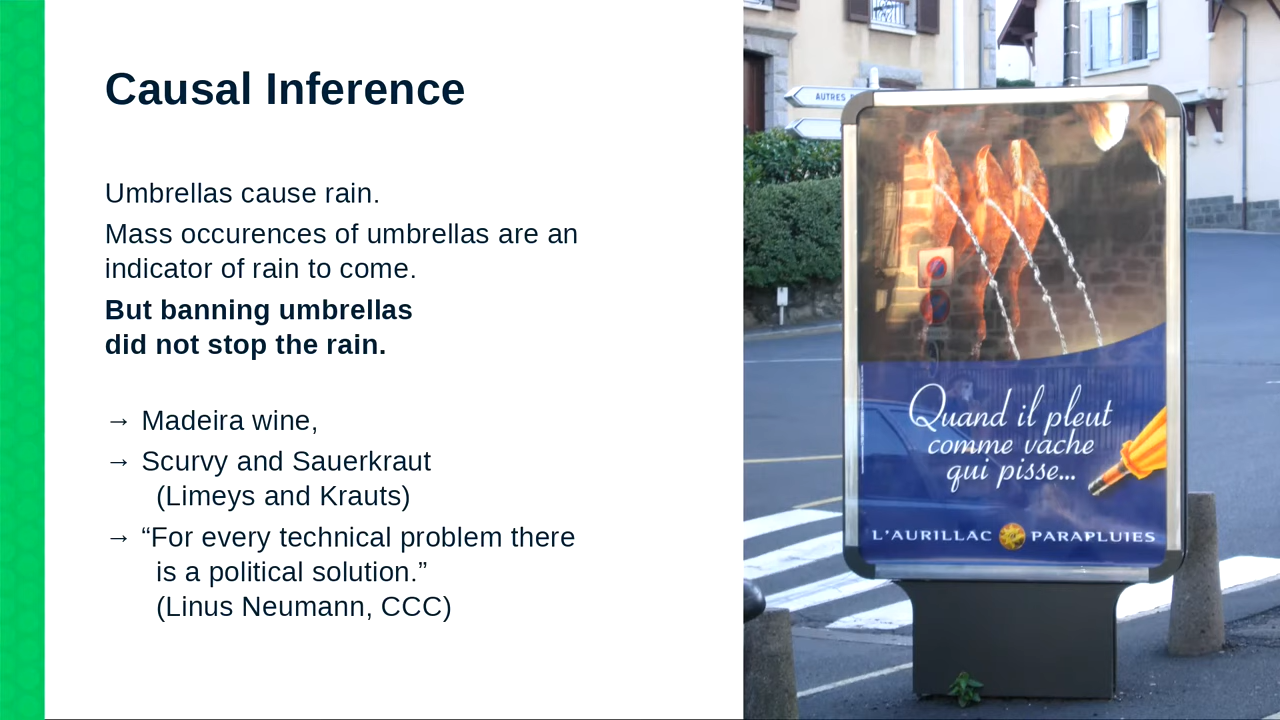 Causal Inference
Umbrellas cause rain.
Mass occurences of umbrellas are an
indicator of rain to come.
But banning umbrellas
did not stop the rain.
→ Madeira wine,
→ Scurvy and Sauerkraut
(Limeys and Krauts)
→ “For every technical problem there
is a political solution.”
(Linus Neumann, CCC)
AUTRES
Quand il pleut
comme vache
qui pisse...
L'AURILLAC PARAPLUIES